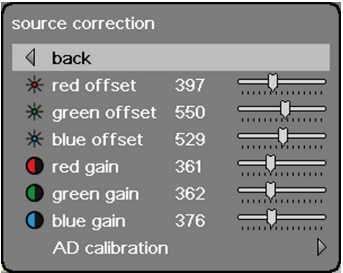 source correction
back
red offset 397
green offset 550
blue offset 529
red gain 361
green gain 362
blue gain 376
AD calibration